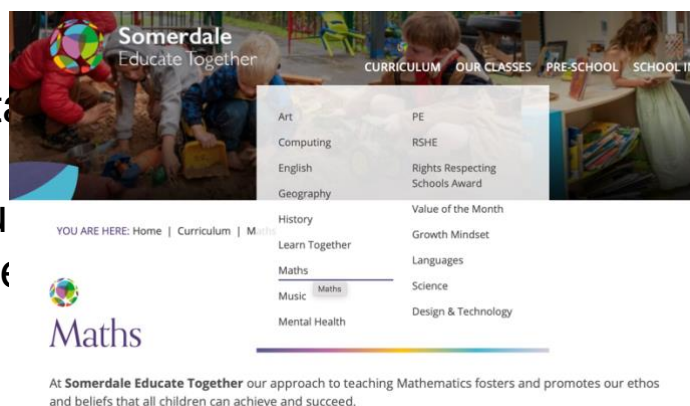 Somerdale
Educate Together
CURRICULUM OUR CLASSES PRE-SCHOOL SCHOOL
Art
Computing
English
Geography
History
Learn Together
Maths
Maths
Music
Mental Health
PE
RSHE
Rights Respecting
Schools Award
Value of the Month
Growth Mindset
Languages
Science
Design & Technology
YOU ARE HERE: Home | Curriculum | Maths
Maths
At Somerdale Educate Together our approach to teaching Mathematics fosters and promotes our ethos
and beliefs that all children can achieve and succeed.